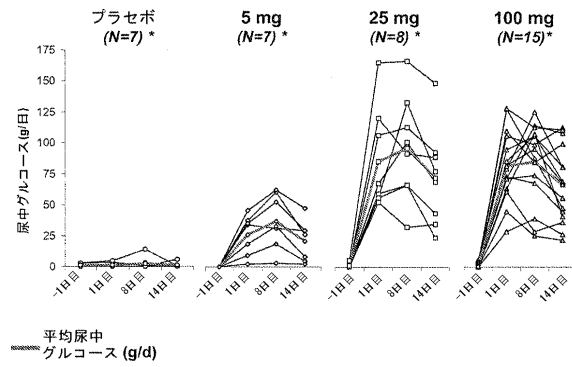 プラセボ
(N=7) *
5 mg
(N=7) *
25 mg
(N=8) *
100 mg
(N=15)*
尿中グルコース(g/日)
175
150
125
100
75
50
25
0
-1日目
1日目
8日目
14日目
-1日目
1日目
8日目
14日目
-1日目
1日目
8日目
14日目
-1日目
1日目
8日目
14日目
平均尿中
グルコース (g/d)